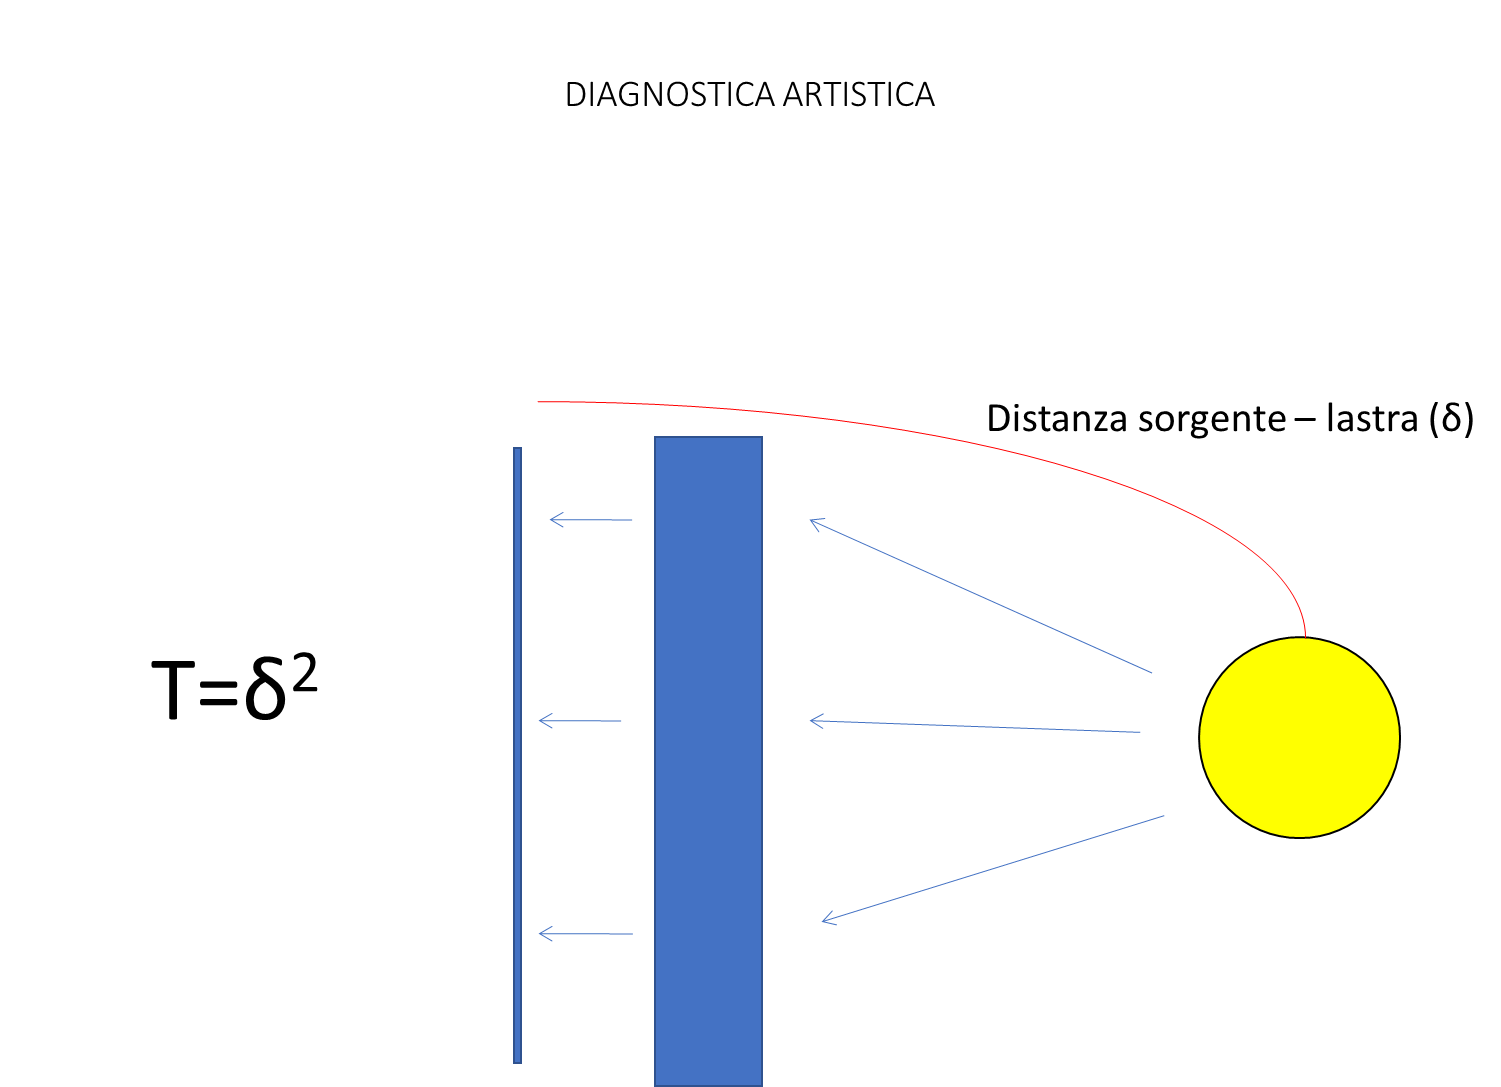 DIAGNOSTICA ARTISTICA
Distanza sorgente – lastra (δ)
T=δ²